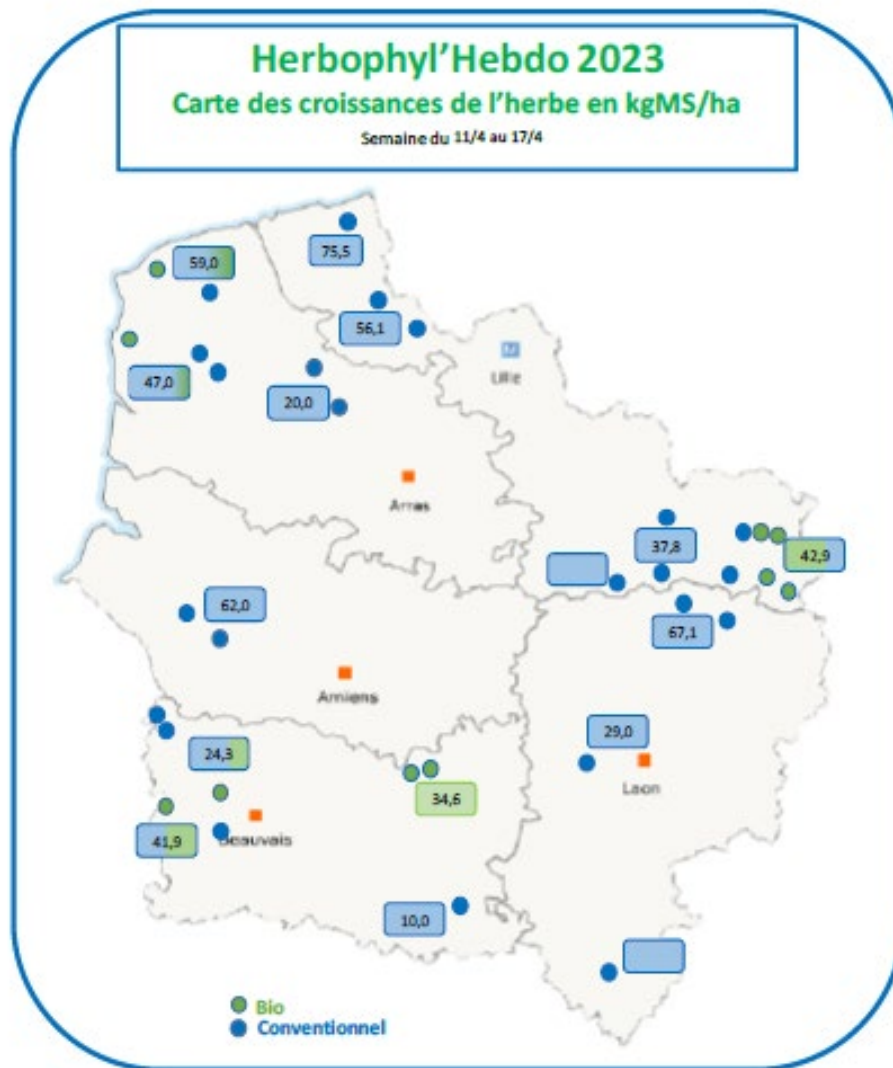 Herbophyl'Hebdo 2023
Carte des croissances de l'herbe en kgMS/ha
Semaine du 11/4 au 17/4
75,5
59,0
56,1
Lille
47,0
20,0
Arras
37,8
42,9
62,0
67,1
Amiens
29,0
24,3
Laon
34,6
Beauvais
41,9
10,0
Bio
Conventionnel